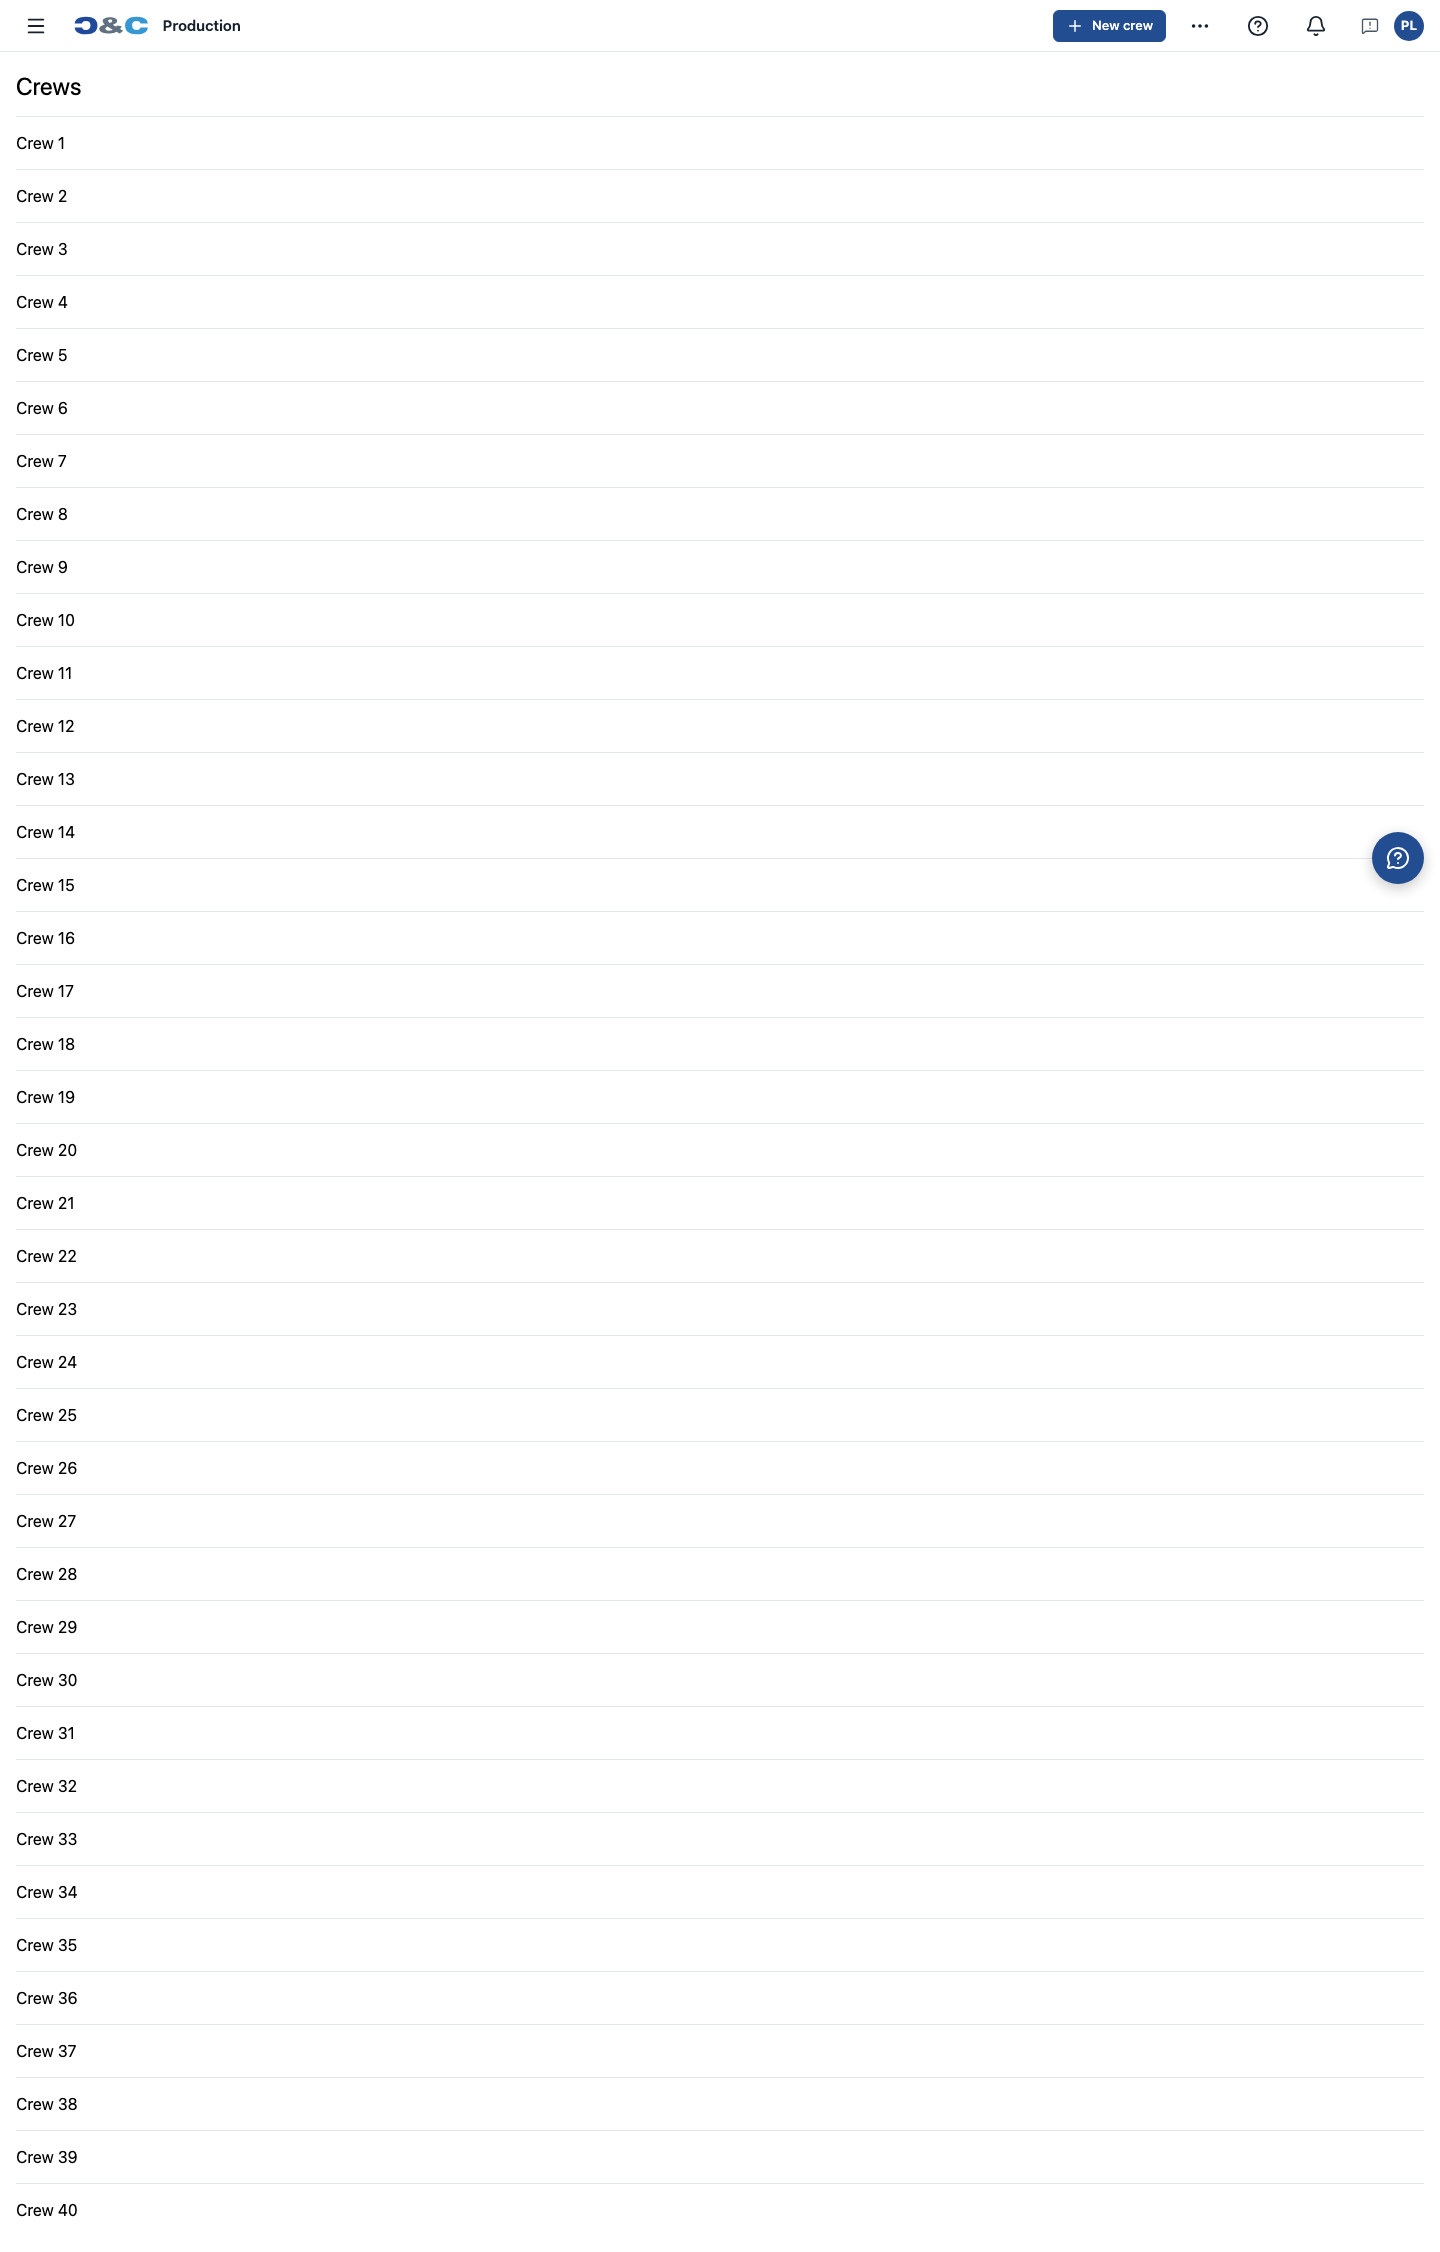 Ɔ&C Production
New crew
PL
Crews
Crew 1
Crew 2
Crew 3
Crew 4
Crew 5
Crew 6
Crew 7
Crew 8
Crew 9
Crew 10
Crew 11
Crew 12
Crew 13
Crew 14
Crew 15
Crew 16
Crew 17
Crew 18
Crew 19
Crew 20
Crew 21
Crew 22
Crew 23
Crew 24
Crew 25
Crew 26
Crew 27
Crew 28
Crew 29
Crew 30
Crew 31
Crew 32
Crew 33
Crew 34
Crew 35
Crew 36
Crew 37
Crew 38
Crew 39
Crew 40